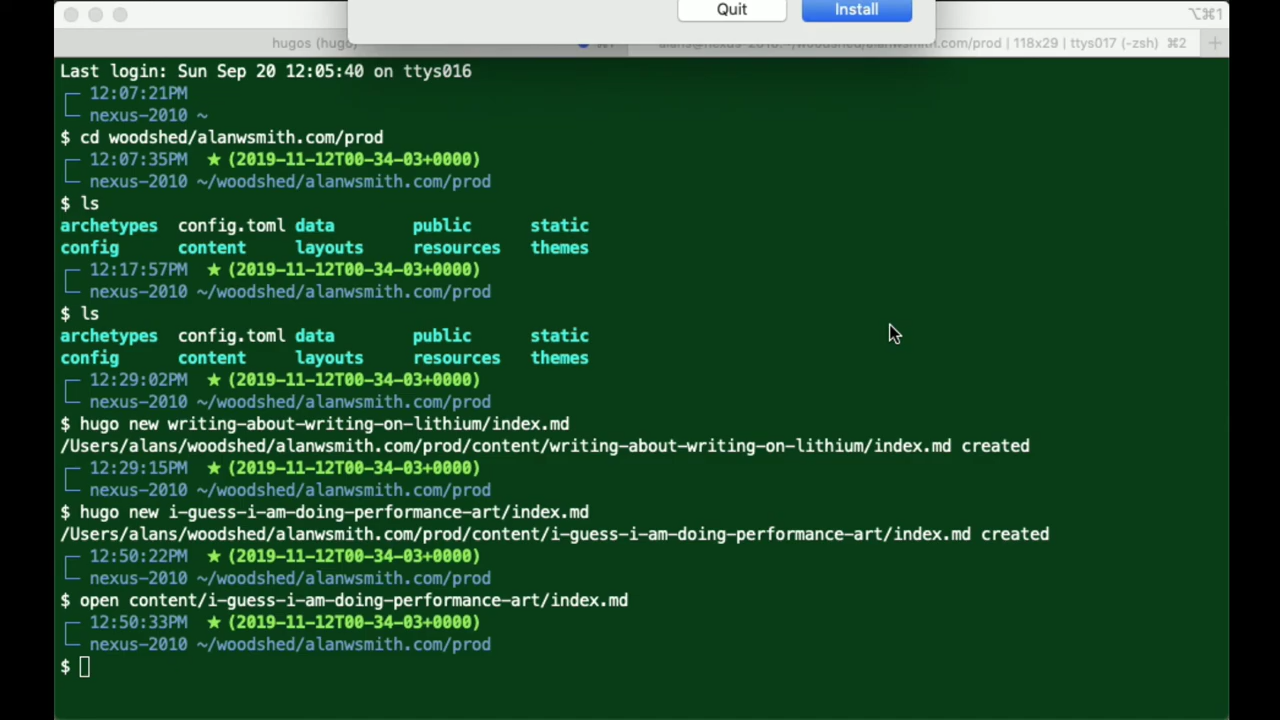 Quit Install
⌥⌘1
hugos (hugo) ⌘1 alans@nexus-2010: ~/woodshed/alanwsmith.com/prod | 118x29 | ttys017 (-zsh) ⌘2
Last login: Sun Sep 20 12:05:40 on ttys016
12:07:21PM
nexus-2010 ~
$ cd woodshed/alanwsmith.com/prod
12:07:35PM ★ (2019-11-12T00-34-03+0000)
nexus-2010 ~/woodshed/alanwsmith.com/prod
$ ls
archetypes config.toml data public static
config content layouts resources themes
12:17:57PM ★ (2019-11-12T00-34-03+0000)
nexus-2010 ~/woodshed/alanwsmith.com/prod
$ ls
archetypes config.toml data public static
config content layouts resources themes
12:29:02PM ★ (2019-11-12T00-34-03+0000)
nexus-2010 ~/woodshed/alanwsmith.com/prod
$ hugo new writing-about-writing-on-lithium/index.md
/Users/alans/woodshed/alanwsmith.com/prod/content/writing-about-writing-on-lithium/index.md created
12:29:15PM ★ (2019-11-12T00-34-03+0000)
nexus-2010 ~/woodshed/alanwsmith.com/prod
$ hugo new i-guess-i-am-doing-performance-art/index.md
/Users/alans/woodshed/alanwsmith.com/prod/content/i-guess-i-am-doing-performance-art/index.md created
12:50:22PM ★ (2019-11-12T00-34-03+0000)
nexus-2010 ~/woodshed/alanwsmith.com/prod
$ open content/i-guess-i-am-doing-performance-art/index.md
12:50:33PM ★ (2019-11-12T00-34-03+0000)
nexus-2010 ~/woodshed/alanwsmith.com/prod
$